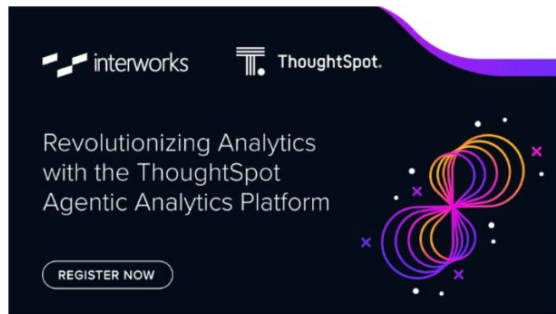 interworks
ThoughtSpot.
Revolutionizing Analytics
with the ThoughtSpot
Agentic Analytics Platform
REGISTER NOW